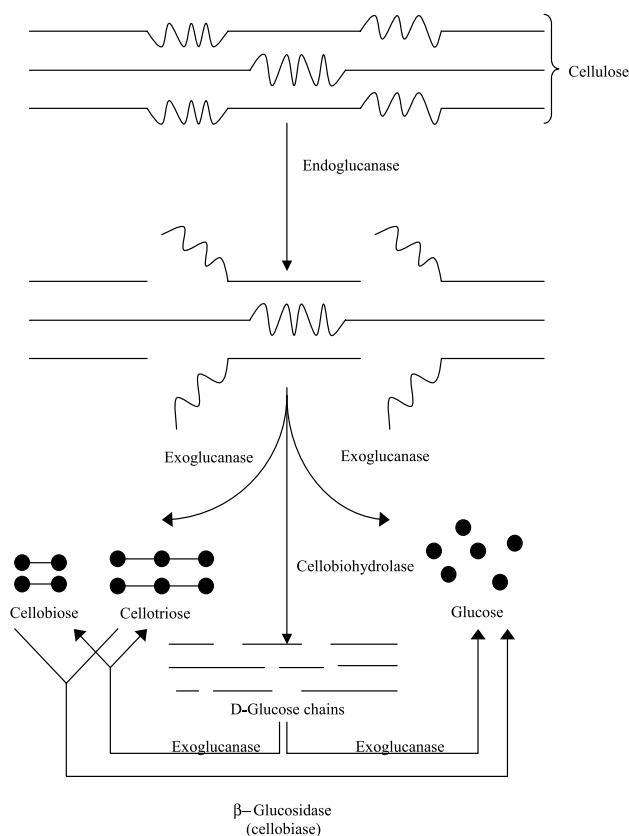 Cellulose
Endoglucanase
Exoglucanase
Exoglucanase
Cellobiohydrolase
Cellobiose
Cellotriose
Glucose
D-Glucose chains
Exoglucanase
Exoglucanase
β– Glucosidase
(cellobiase)